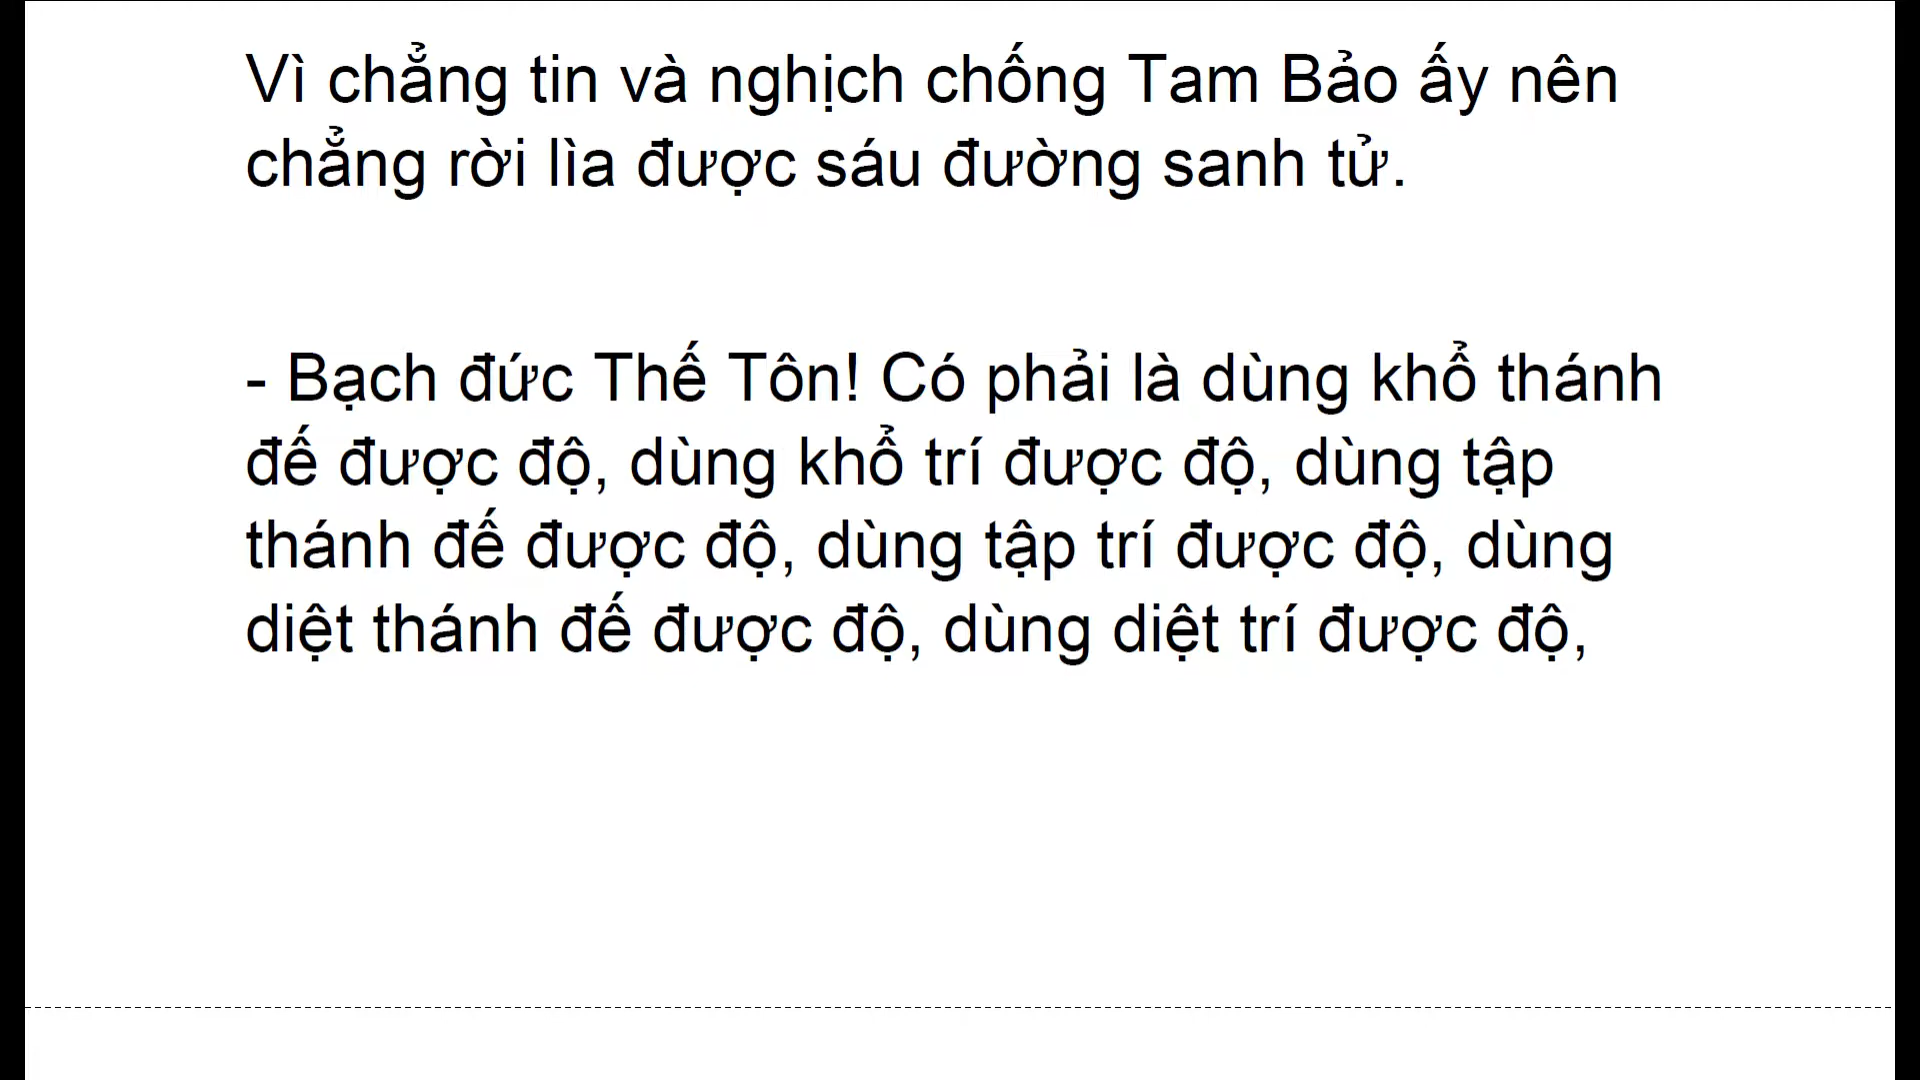 Vì chẳng tin và nghịch chống Tam Bảo ấy nên
chẳng rời lìa được sáu đường sanh tử.
- Bạch đức Thế Tôn! Có phải là dùng khổ thánh
đế được độ, dùng khổ trí được độ, dùng tập
thánh đế được độ, dùng tập trí được độ, dùng
diệt thánh đế được độ, dùng diệt trí được độ,